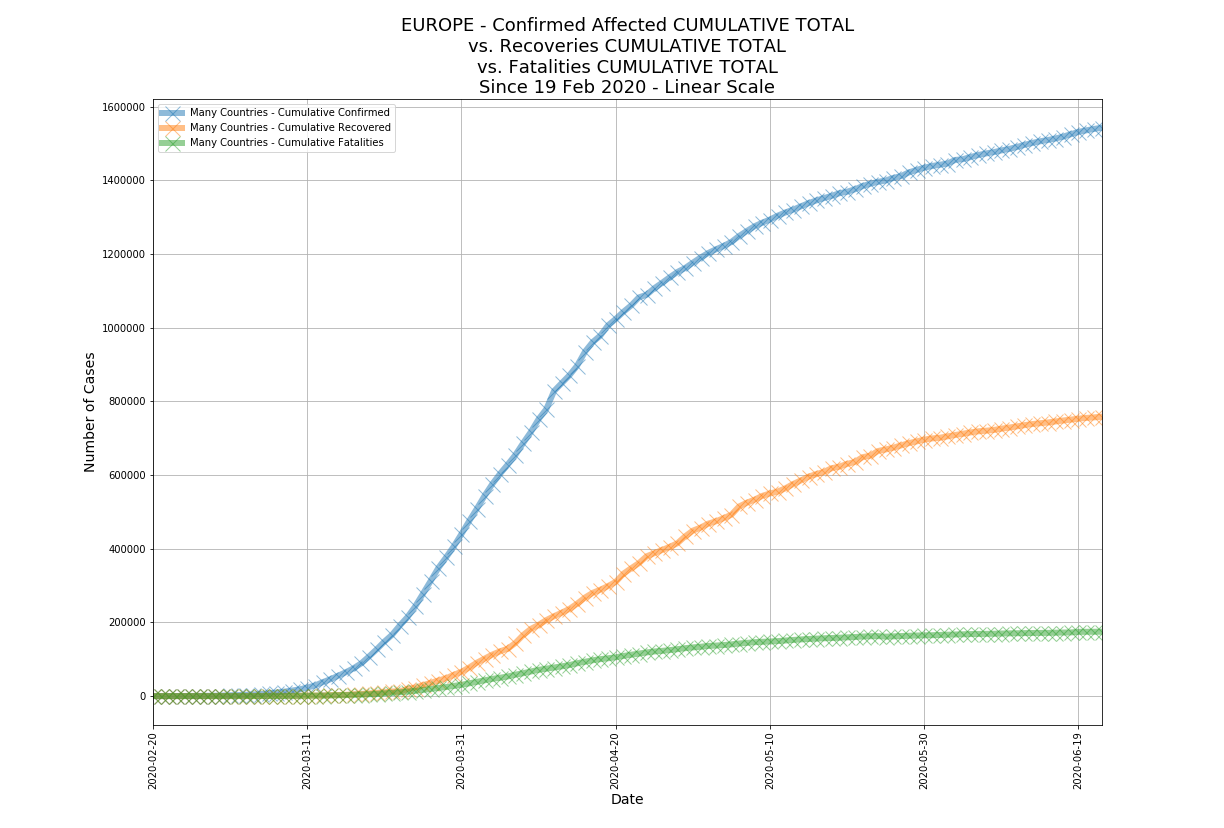 EUROPE - Confirmed Affected CUMULATIVE TOTAL
vs. Recoveries CUMULATIVE TOTAL
vs. Fatalities CUMULATIVE TOTAL
Since 19 Feb 2020 - Linear Scale
Many Countries - Cumulative Confirmed
Many Countries - Cumulative Recovered
Many Countries - Cumulative Fatalities
Number of Cases
1600000
1400000
1200000
1000000
800000
600000
400000
200000
0
2020-02-20
2020-03-11
2020-03-31
2020-04-20
2020-05-10
2020-05-30
2020-06-19
Date